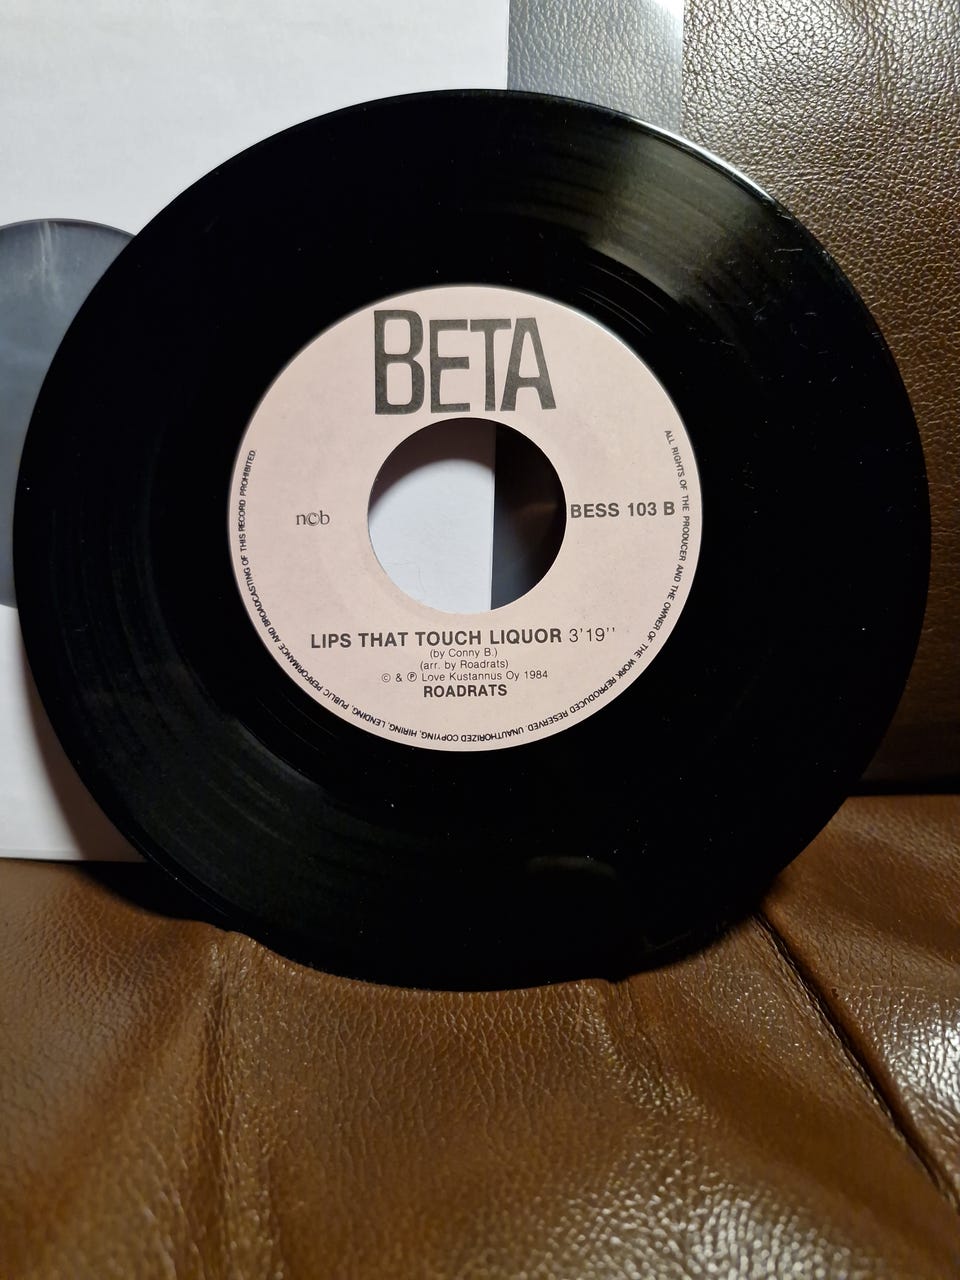 BETA
ncb
BESS 103 B
LIPS THAT TOUCH LIQUOR 3'19''
(by Conny B.)
(arr. by Roadrats)
© & ℗ Love Kustannus Oy 1984
ROADRATS
ALL RIGHTS OF THE PRODUCER AND THE OWNER OF THE WORK REPRODUCED RESERVED. UNAUTHORIZED COPYING, HIRING, LENDING, PUBLIC PERFORMANCE AND BROADCASTING OF THIS RECORD PROHIBITED